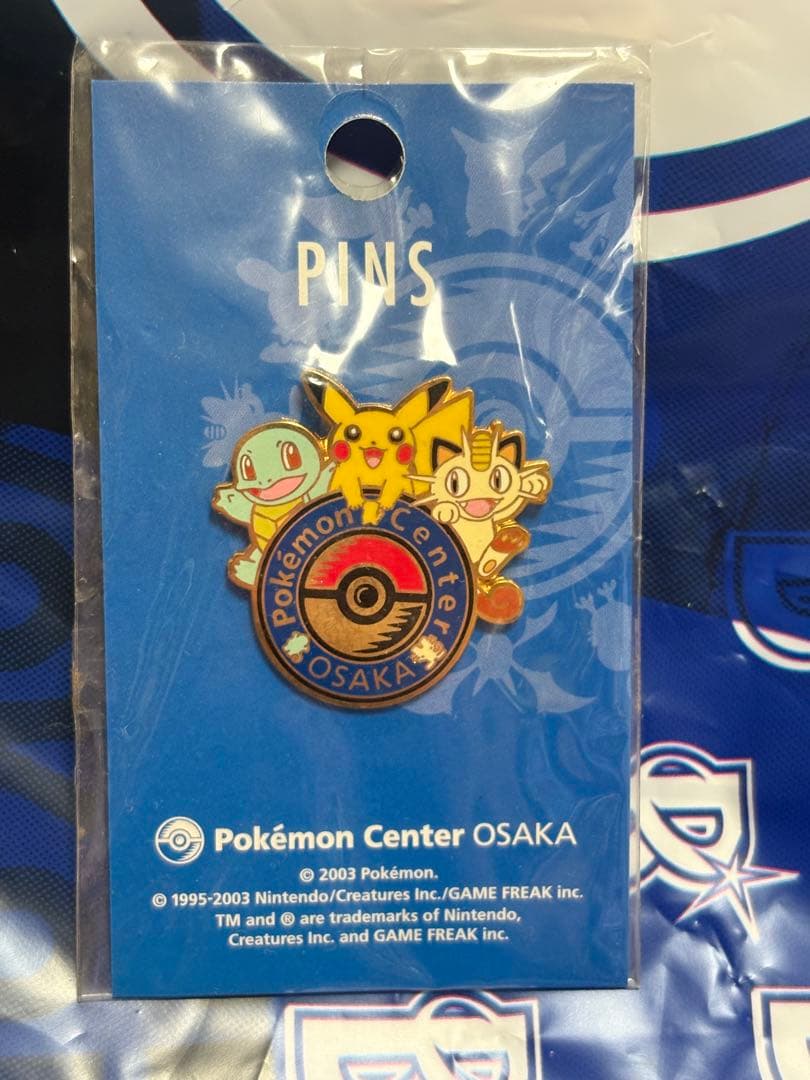 PINS
Pokémon Center
OSAKA
Pokémon Center OSAKA
© 2003 Pokémon.
© 1995-2003 Nintendo/Creatures Inc./GAME FREAK inc.
TM and ® are trademarks of Nintendo,
Creatures Inc. and GAME FREAK inc.